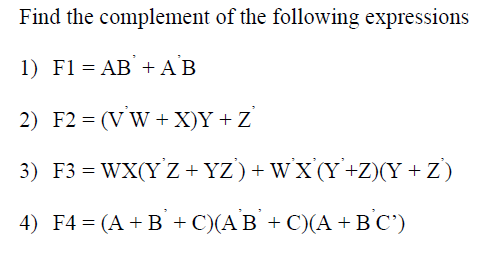 Find the complement of the following expressions
1) F1 = AB' + A'B
2) F2 = (V'W + X)Y + Z'
3) F3 = WX(Y'Z + YZ') + W'X'(Y'+Z)(Y + Z')
4) F4 = (A + B' + C)(A'B' + C)(A + B'C’)